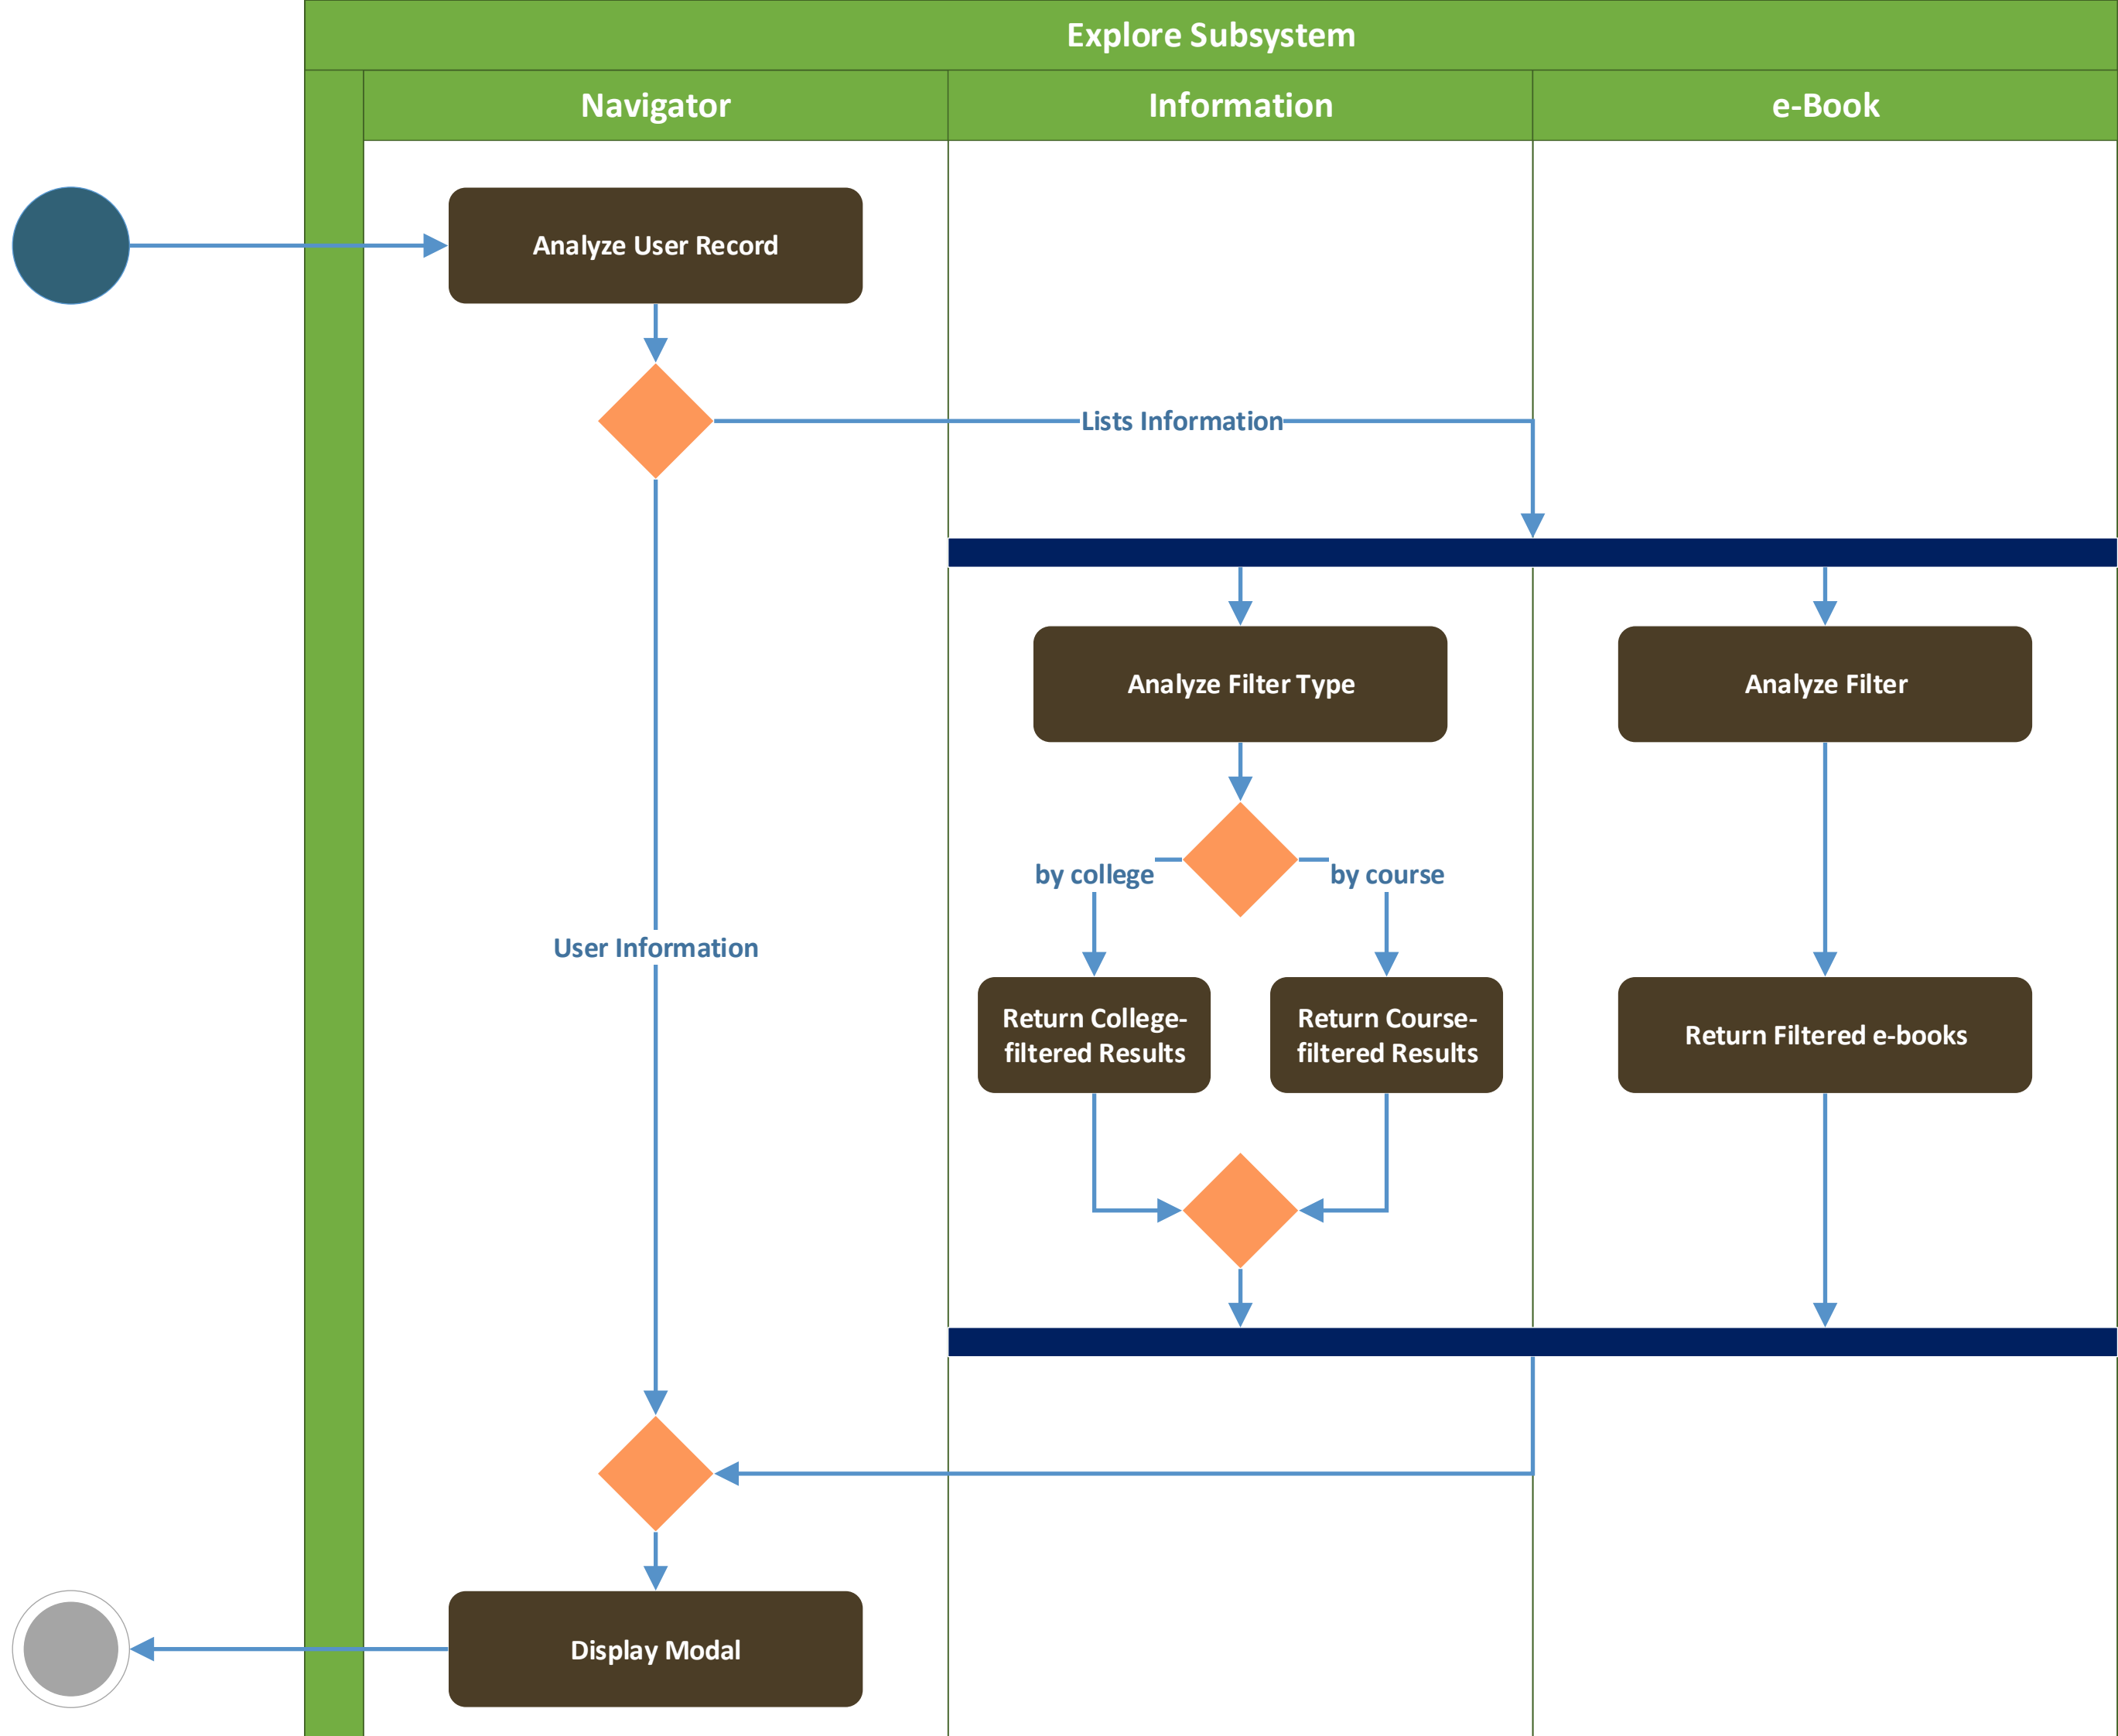 Explore Subsystem
Navigator
Information
e-Book
Analyze User Record
Lists Information
Analyze Filter Type
Analyze Filter
by college
by course
User Information
Return College-
filtered Results
Return Course-
filtered Results
Return Filtered e-books
Display Modal